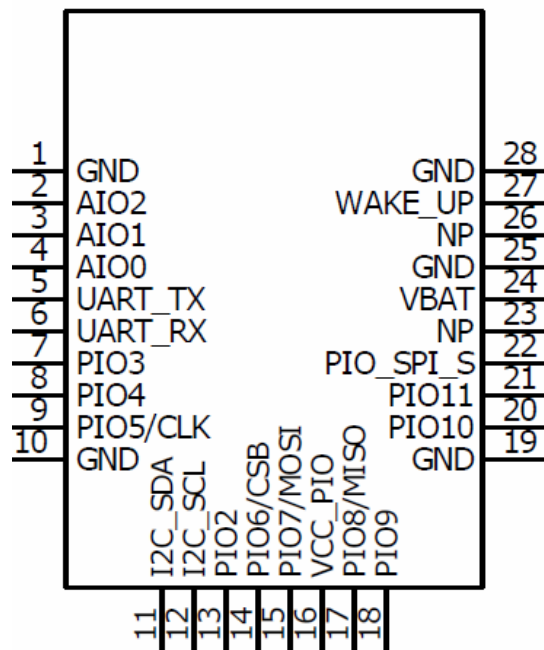 1 GND
2 AIO2
3 AIO1
4 AIO0
5 UART_TX
6 UART_RX
7 PIO3
8 PIO4
9 PIO5/CLK
10 GND
11 I2C_SDA
12 I2C_SCL
13 PIO2
14 PIO6/CSB
15 PIO7/MOSI
16 VCC_PIO
17 PIO8/MISO
18 PIO9
GND 28
WAKE_UP 27
NP 26
GND 25
VBAT 24
NP 23
PIO_SPI_S 22
PIO11 21
PIO10 20
GND 19